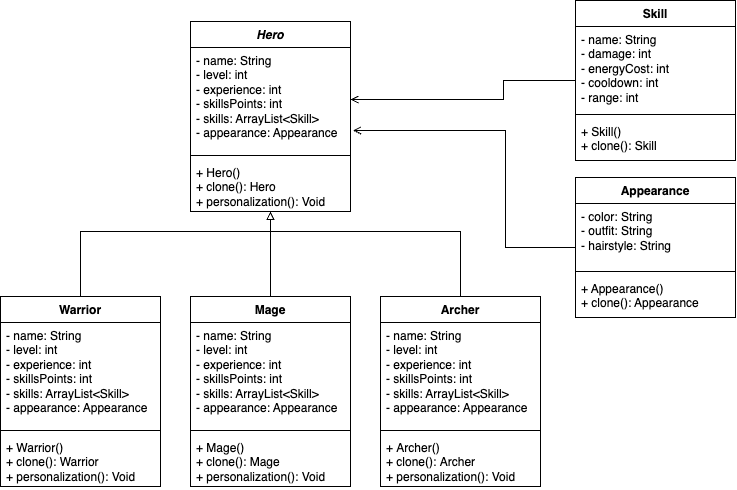 Hero
- name: String
- level: int
- experience: int
- skillsPoints: int
- skills: ArrayList<Skill>
- appearance: Appearance
+ Hero()
+ clone(): Hero
+ personalization(): Void
Skill
- name: String
- damage: int
- energyCost: int
- cooldown: int
- range: int
+ Skill()
+ clone(): Skill
Appearance
- color: String
- outfit: String
- hairstyle: String
+ Appearance()
+ clone(): Appearance
Warrior
- name: String
- level: int
- experience: int
- skillsPoints: int
- skills: ArrayList<Skill>
- appearance: Appearance
+ Warrio()
+ clone(): Warrior
+ personalization(): Void
Mage
- name: String
- level: int
- experience: int
- skillsPoints: int
- skills: ArrayList<Skill>
- appearance: Appearance
+ Mage()
+ clone(): Mage
+ personalization(): Void
Archer
- name: String
- level: int
- experience: int
- skillsPoints: int
- skills: ArrayList<Skill>
- appearance: Appearance
+ Archer()
+ clone(): Archer
+ personalization(): Void